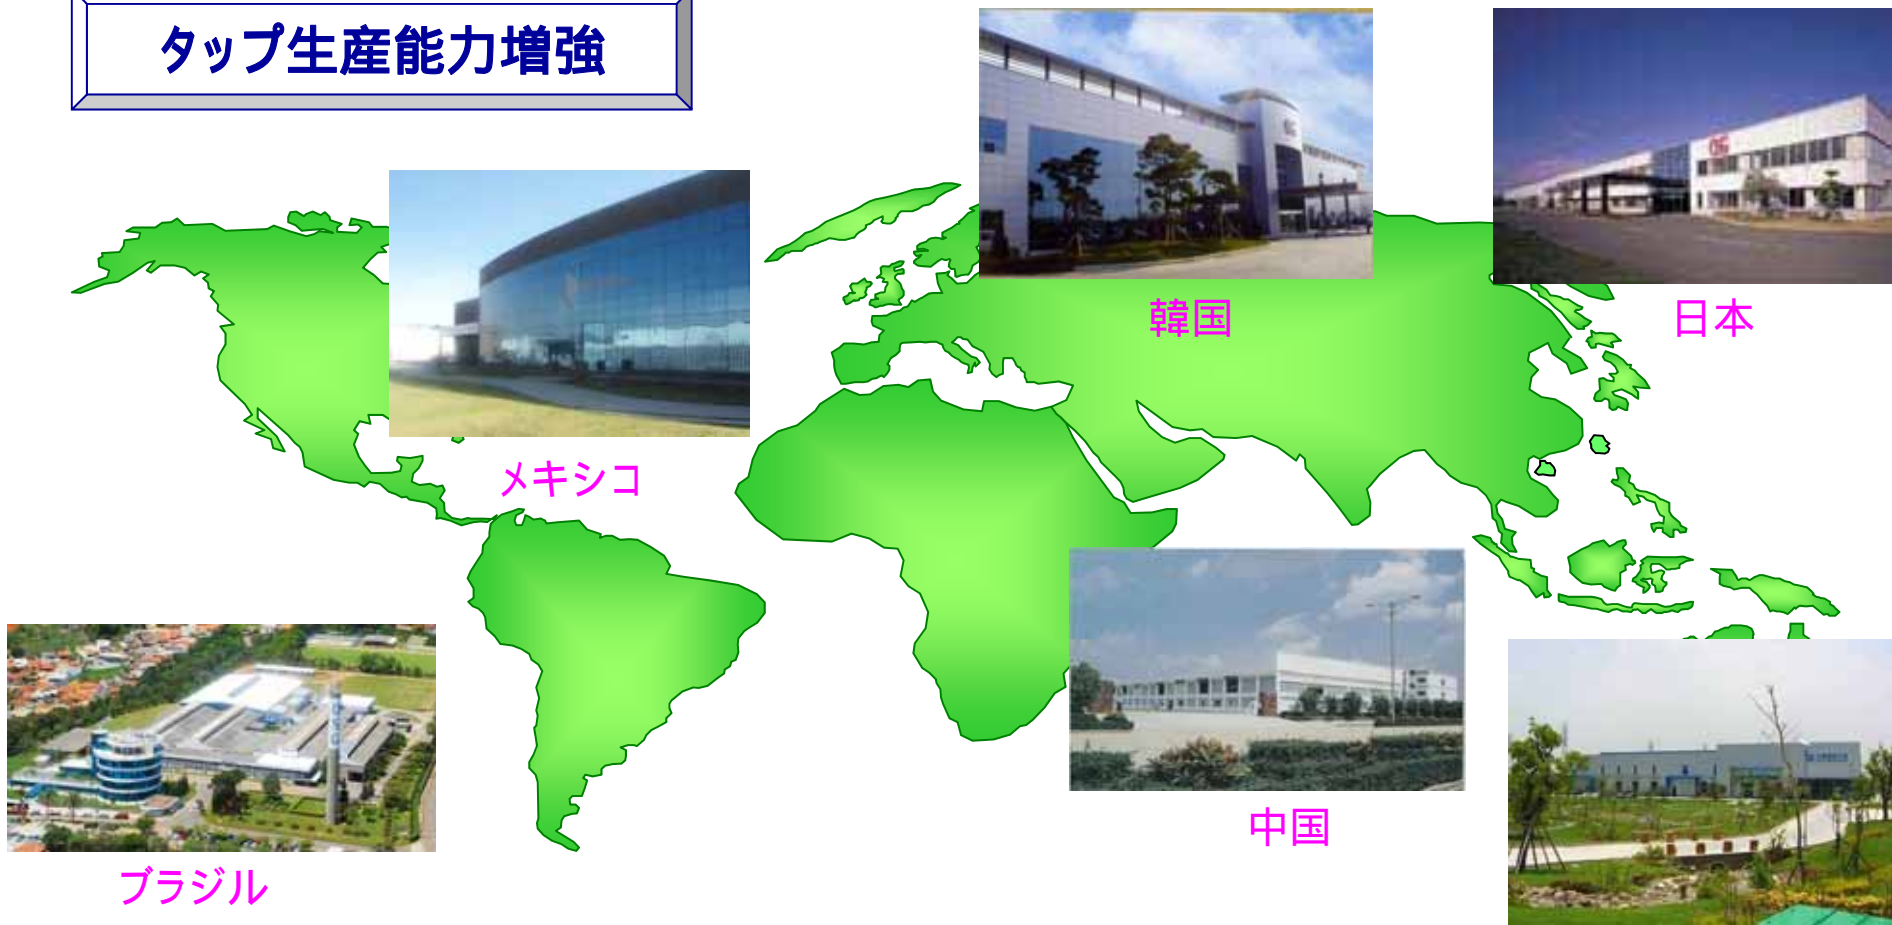 タップ生産能力増強
韓国
日本
メキシコ
中国
ブラジル